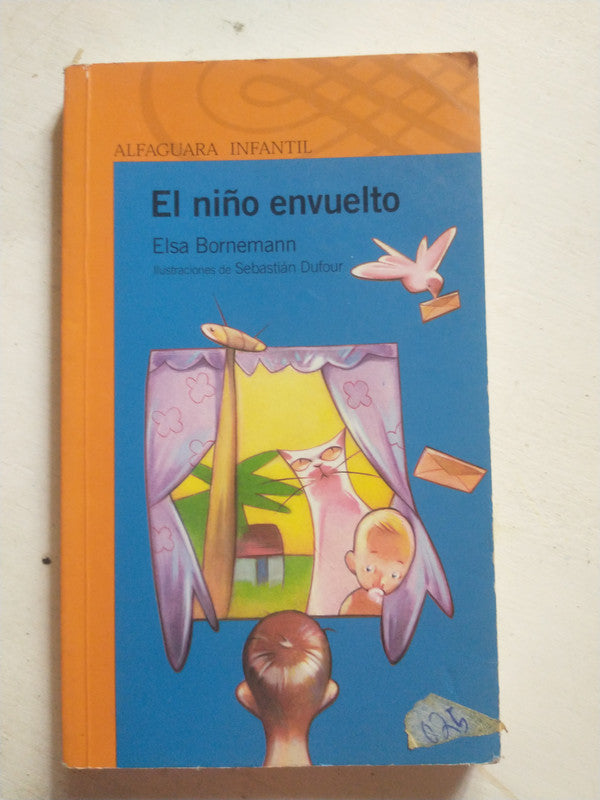 ALFAGUARA INFANTIL
El niño envuelto
Elsa Bornemann
Ilustraciones de Sebastián Dufour